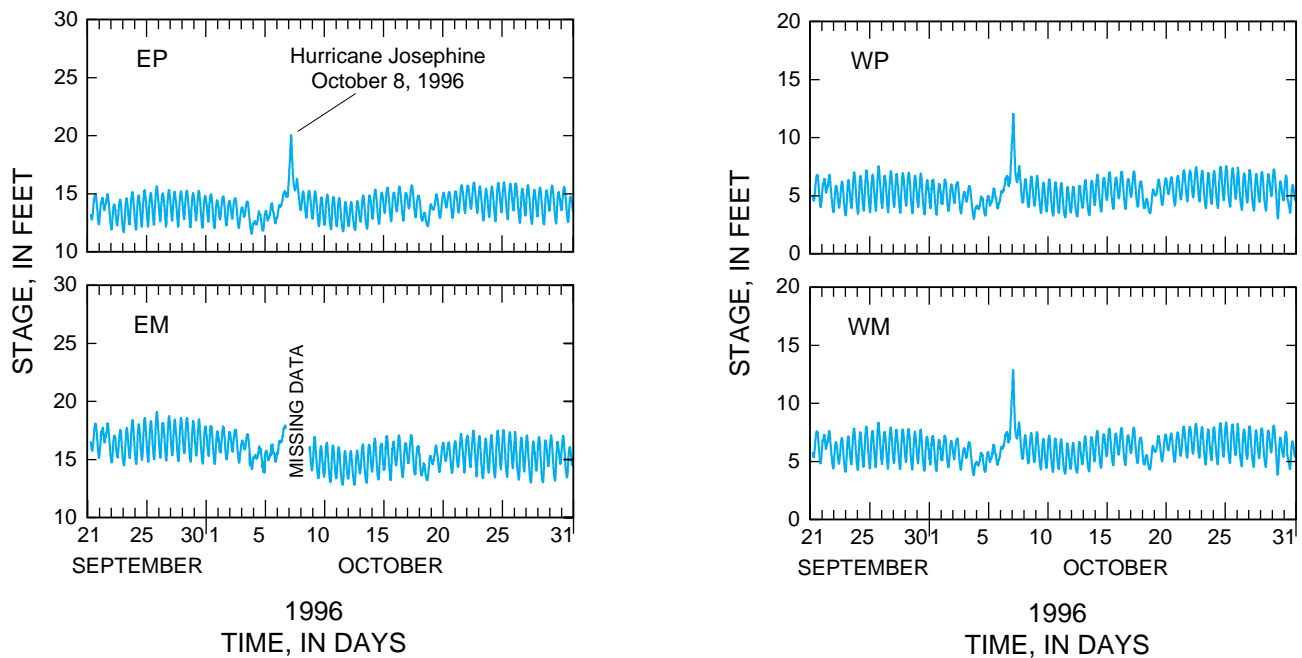 STAGE, IN FEET
30
25
20
15
10
EP
Hurricane Josephine
October 8, 1996
30
25
20
15
10
EM
MISSING DATA
21 25 30 1 5 10 15 20 25 31
SEPTEMBER OCTOBER
1996
TIME, IN DAYS
STAGE, IN FEET
20
15
10
5
0
WP
20
15
10
5
0
WM
21 25 30 1 5 10 15 20 25 31
SEPTEMBER OCTOBER
1996
TIME, IN DAYS